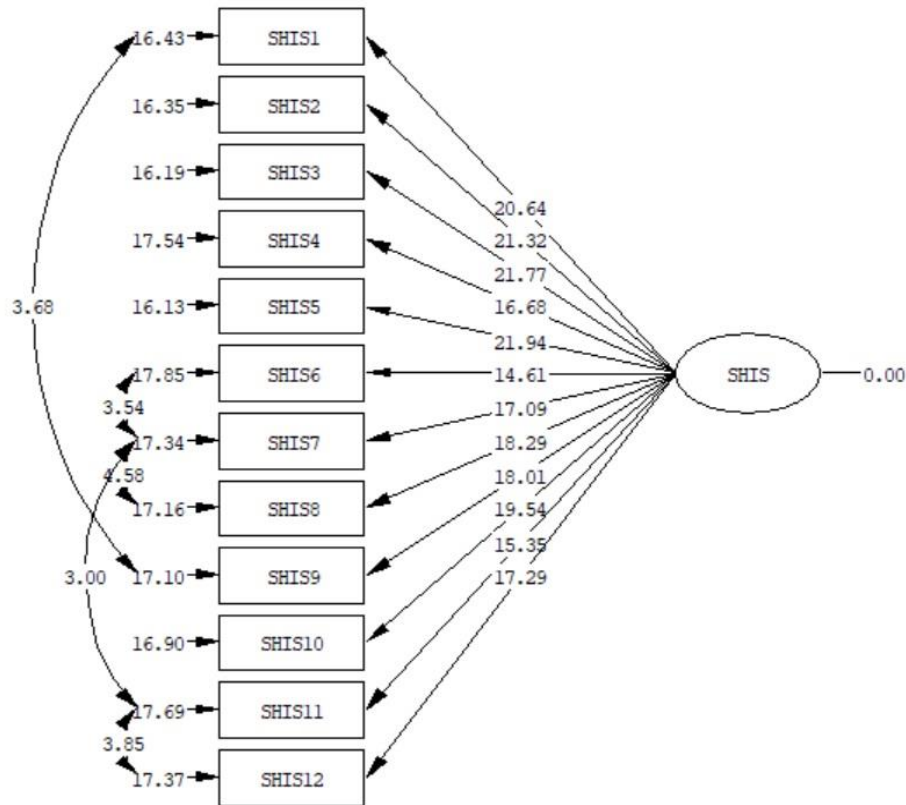 16.43 SHIS1
16.35 SHIS2
16.19 SHIS3
20.64
17.54 SHIS4
21.32
21.77
3.68 16.13 SHIS5 16.68
21.94
17.85 SHIS6 14.61 SHIS 0.00
3.54 17.09
17.34 SHIS7 18.29
4.58 18.01
17.16 SHIS8 19.54
15.35
3.00 17.10 SHIS9 17.29
16.90 SHIS10
17.69 SHIS11
3.85
17.37 SHIS12